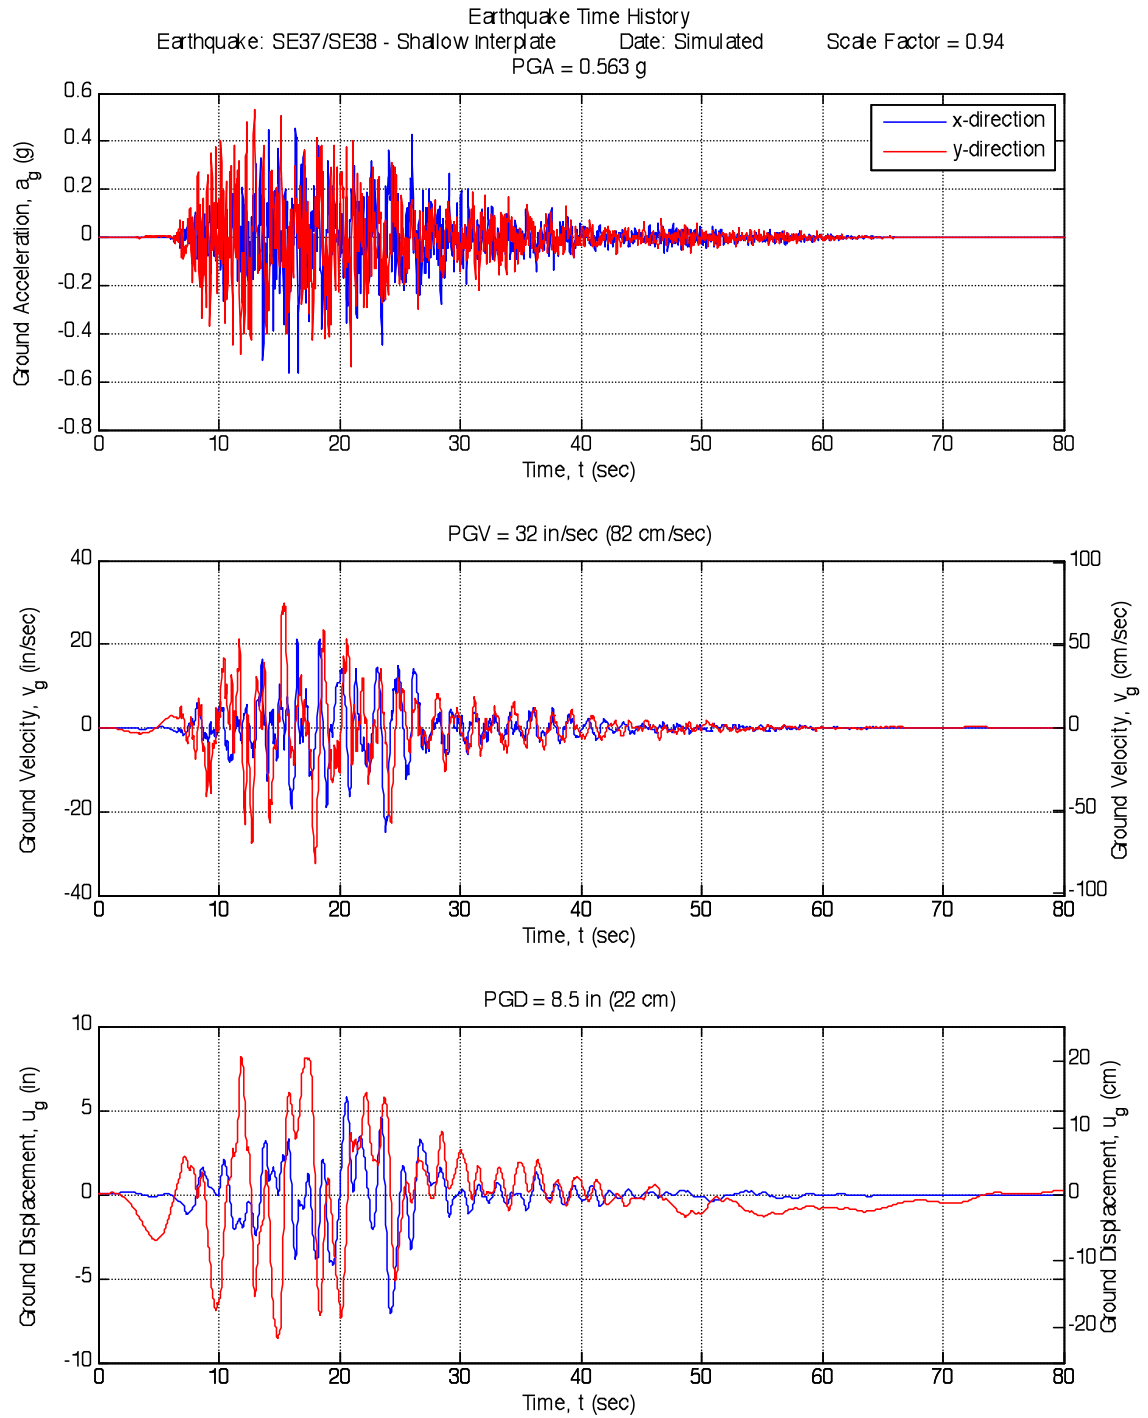 Earthquake Time History
Earthquake: SE37/SE38 - Shallow Interplate Date: Simulated Scale Factor = 0.94
PGA = 0.563 g
0.6
0.4
0.2
0
-0.2
-0.4
-0.6
-0.8
Ground Acceleration, a_g (g)
x-direction
y-direction
0 10 20 30 40 50 60 70 80
Time, t (sec)
PGV = 32 in/sec (82 cm/sec)
40
20
0
-20
-40
Ground Velocity, v_g (in/sec)
100
50
0
-50
-100
Ground Velocity, v_g (cm/sec)
0 10 20 30 40 50 60 70 80
Time, t (sec)
PGD = 8.5 in (22 cm)
10
5
0
-5
-10
Ground Displacement, u_g (in)
20
10
0
-10
-20
Ground Displacement, u_g (cm)
0 10 20 30 40 50 60 70 80
Time, t (sec)